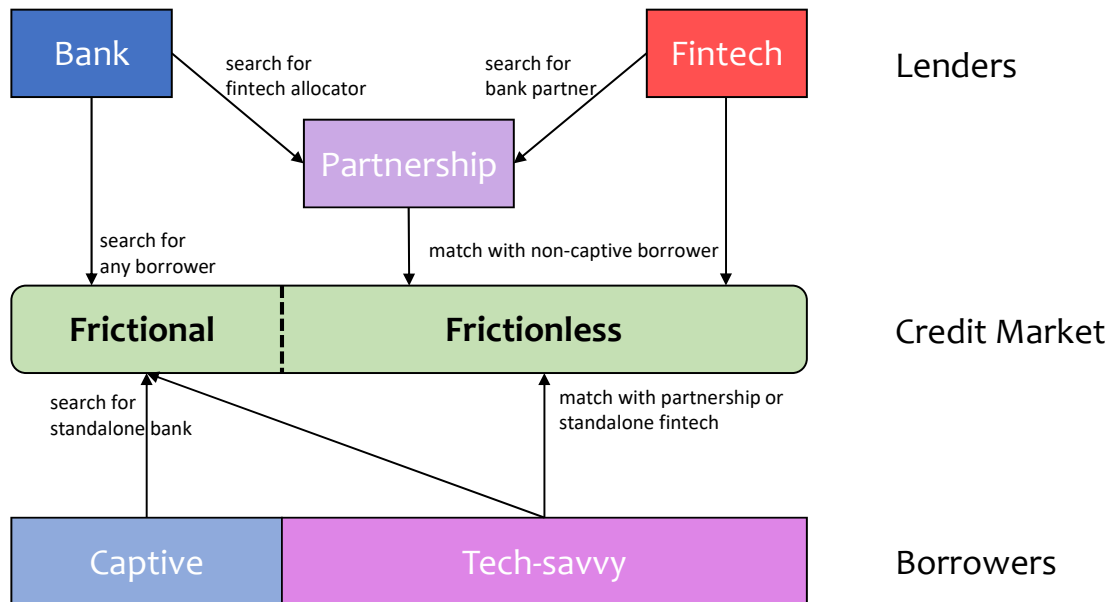 Bank
Fintech
Lenders
search for
fintech allocator
search for
bank partner
Partnership
search for
any borrower
match with non-captive borrower
Frictional
Frictionless
Credit Market
search for
standalone bank
match with partnership or
standalone fintech
Captive
Tech-savvy
Borrowers